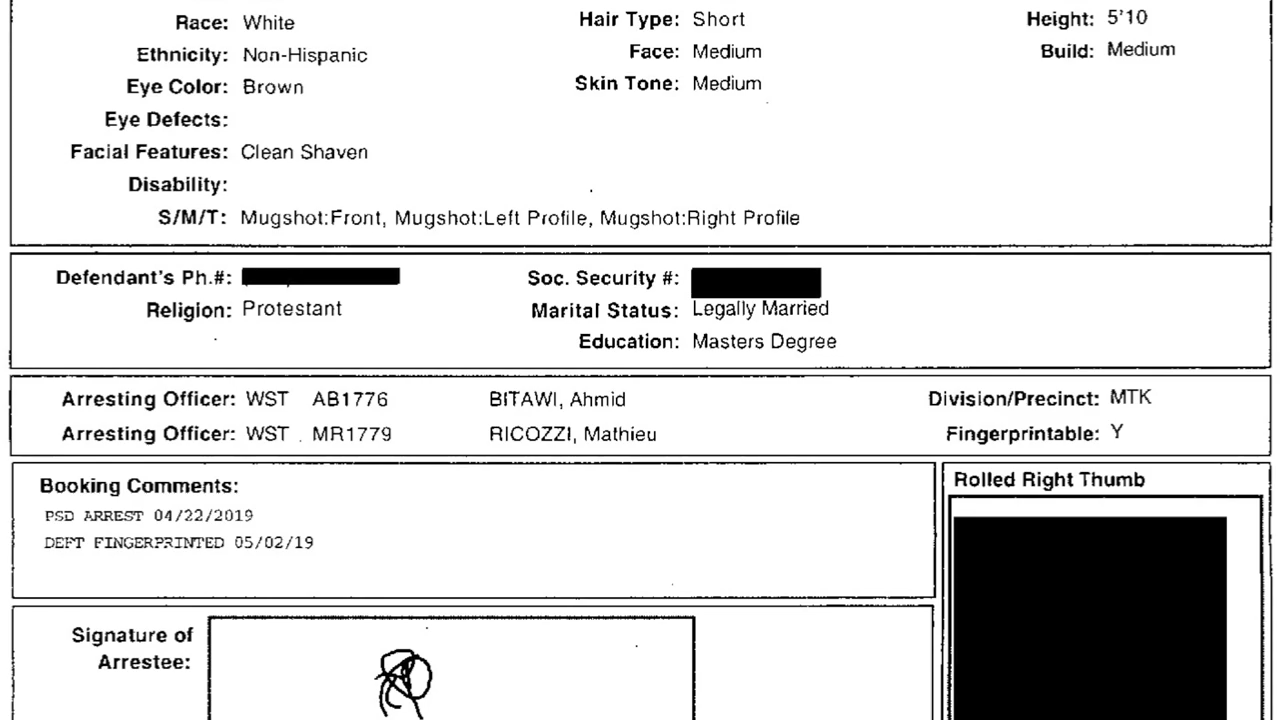 Race: White Hair Type: Short Height: 5'10
Ethnicity: Non-Hispanic Face: Medium Build: Medium
Eye Color: Brown Skin Tone: Medium
Eye Defects:
Facial Features: Clean Shaven
Disability:
S/M/T: Mugshot:Front, Mugshot:Left Profile, Mugshot:Right Profile
Defendant's Ph.#: Soc. Security #:
Religion: Protestant Marital Status: Legally Married
Education: Masters Degree
Arresting Officer: WST AB1776 BITAWI, Ahmid Division/Precinct: MTK
Arresting Officer: WST MR1779 RICOZZI, Mathieu Fingerprintable: Y
Booking Comments:
PSD ARREST 04/22/2019
DEFT FINGERPRINTED 05/02/19
Rolled Right Thumb
Signature of
Arrestee: